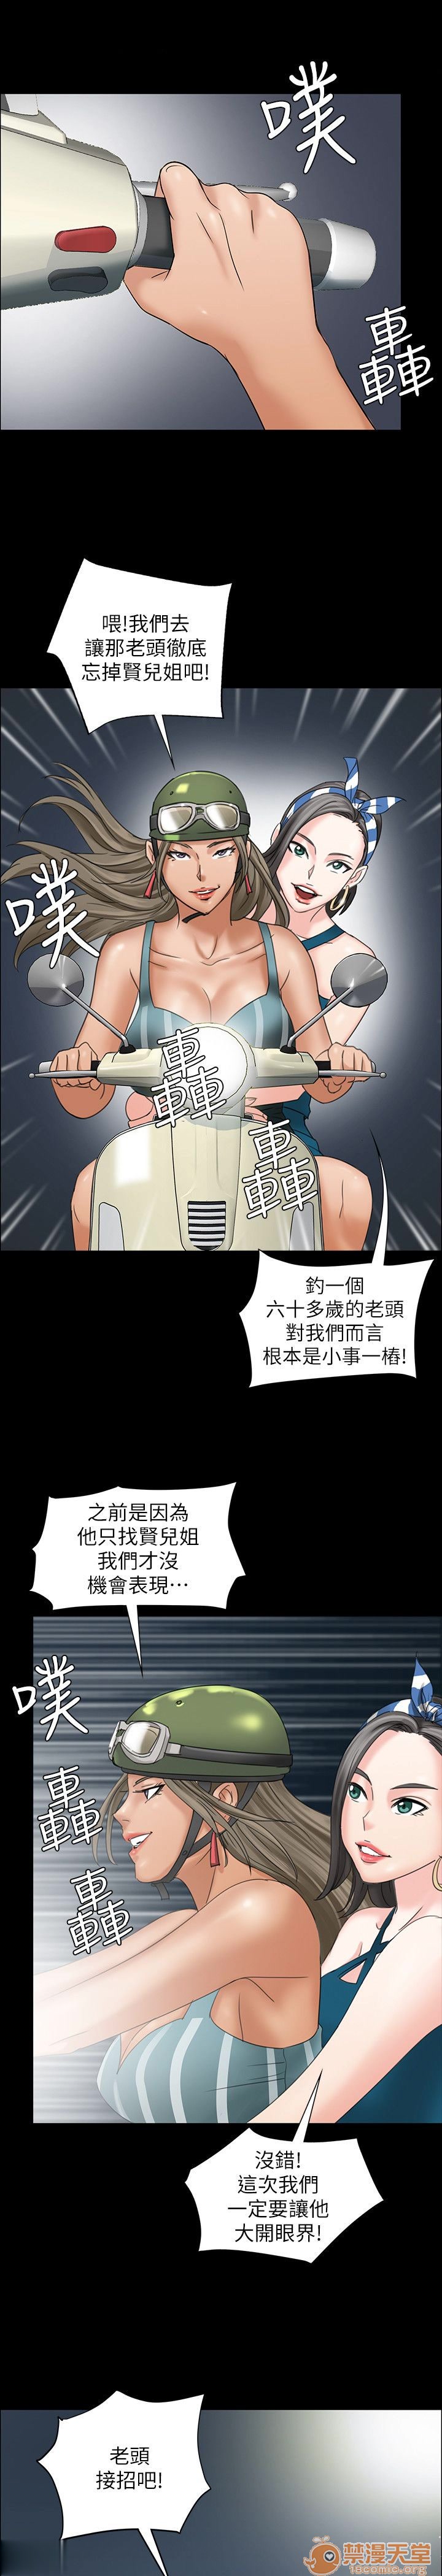 噗
轟
喂!我們去
讓那老頭徹底
忘掉賢兒姐吧!
噗
轟
轟
釣一個
六十多歲的老頭
對我們而言
根本是小事一樁!
之前是因為
他只找賢兒姐
我們才沒
機會表現…
噗
轟
轟
沒錯!
這次我們
一定要讓他
大開眼界!
老頭
接招吧!
禁漫天堂
18comic.org